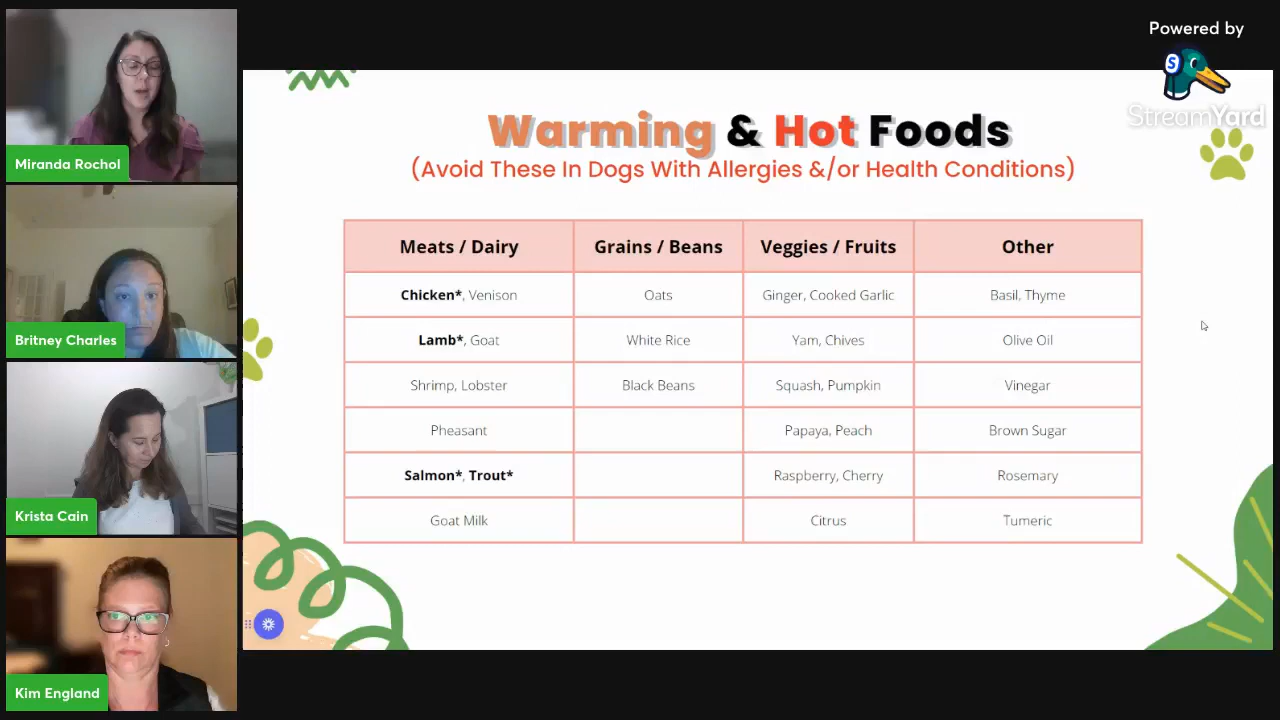 Powered by
S
StreamYard
Miranda Rochol
Britney Charles
Krista Cain
Kim England
Warming & Hot Foods
(Avoid These In Dogs With Allergies &/or Health Conditions)
Meats / Dairy Grains / Beans Veggies / Fruits Other
Chicken*, Venison Oats Ginger, Cooked Garlic Basil, Thyme
Lamb*, Goat White Rice Yam, Chives Olive Oil
Shrimp, Lobster Black Beans Squash, Pumpkin Vinegar
Pheasant Papaya, Peach Brown Sugar
Salmon*, Trout* Raspberry, Cherry Rosemary
Goat Milk Citrus Tumeric